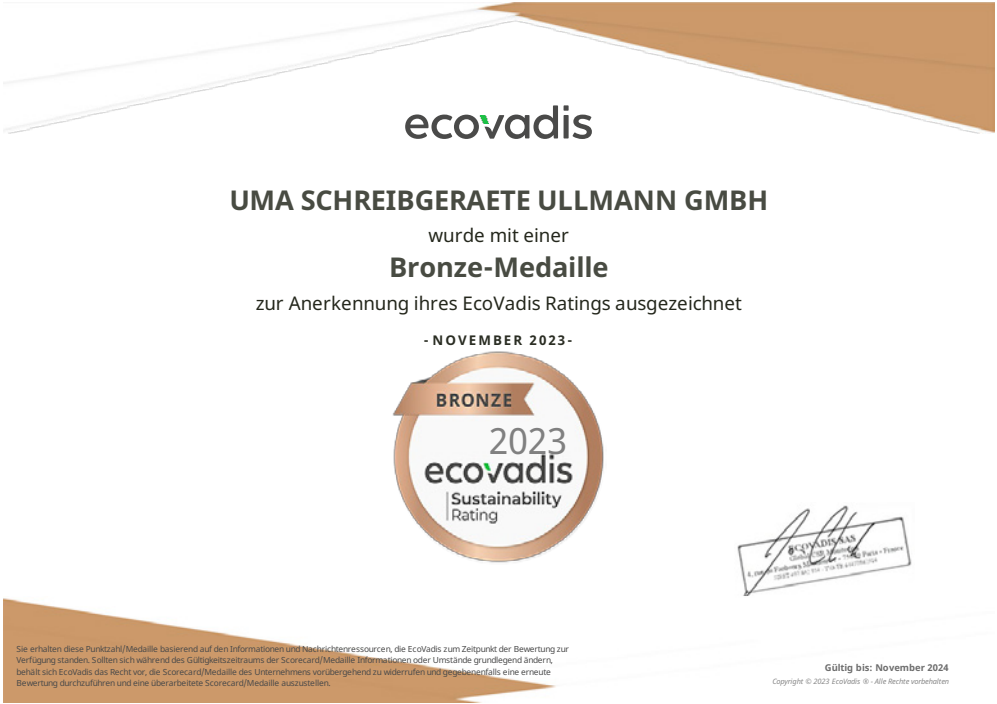 ecovadis
UMA SCHREIBGERAETE ULLMANN GMBH
wurde mit einer
Bronze-Medaille
zur Anerkennung ihres EcoVadis Ratings ausgezeichnet
- NOVEMBER 2023-
BRONZE
2023
ecovadis
Sustainability
Rating
ECOVADIS SAS
Paris - France
Sie erhalten diese Punktzahl/Medaille basierend auf den Informationen und Nachrichtenressourcen, die EcoVadis zum Zeitpunkt der Bewertung zur
Verfügung standen. Sollten sich während des Gültigkeitszeitraums der Scorecard/Medaille Informationen oder Umstände grundlegend ändern,
behält sich EcoVadis das Recht vor, die Scorecard/Medaille des Unternehmens vorübergehend zu widerrufen und gegebenenfalls eine erneute
Bewertung durchzuführen und eine überarbeitete Scorecard/Medaille auszustellen.
Gültig bis: November 2024
Copyright © 2023 EcoVadis ® - Alle Rechte vorbehalten